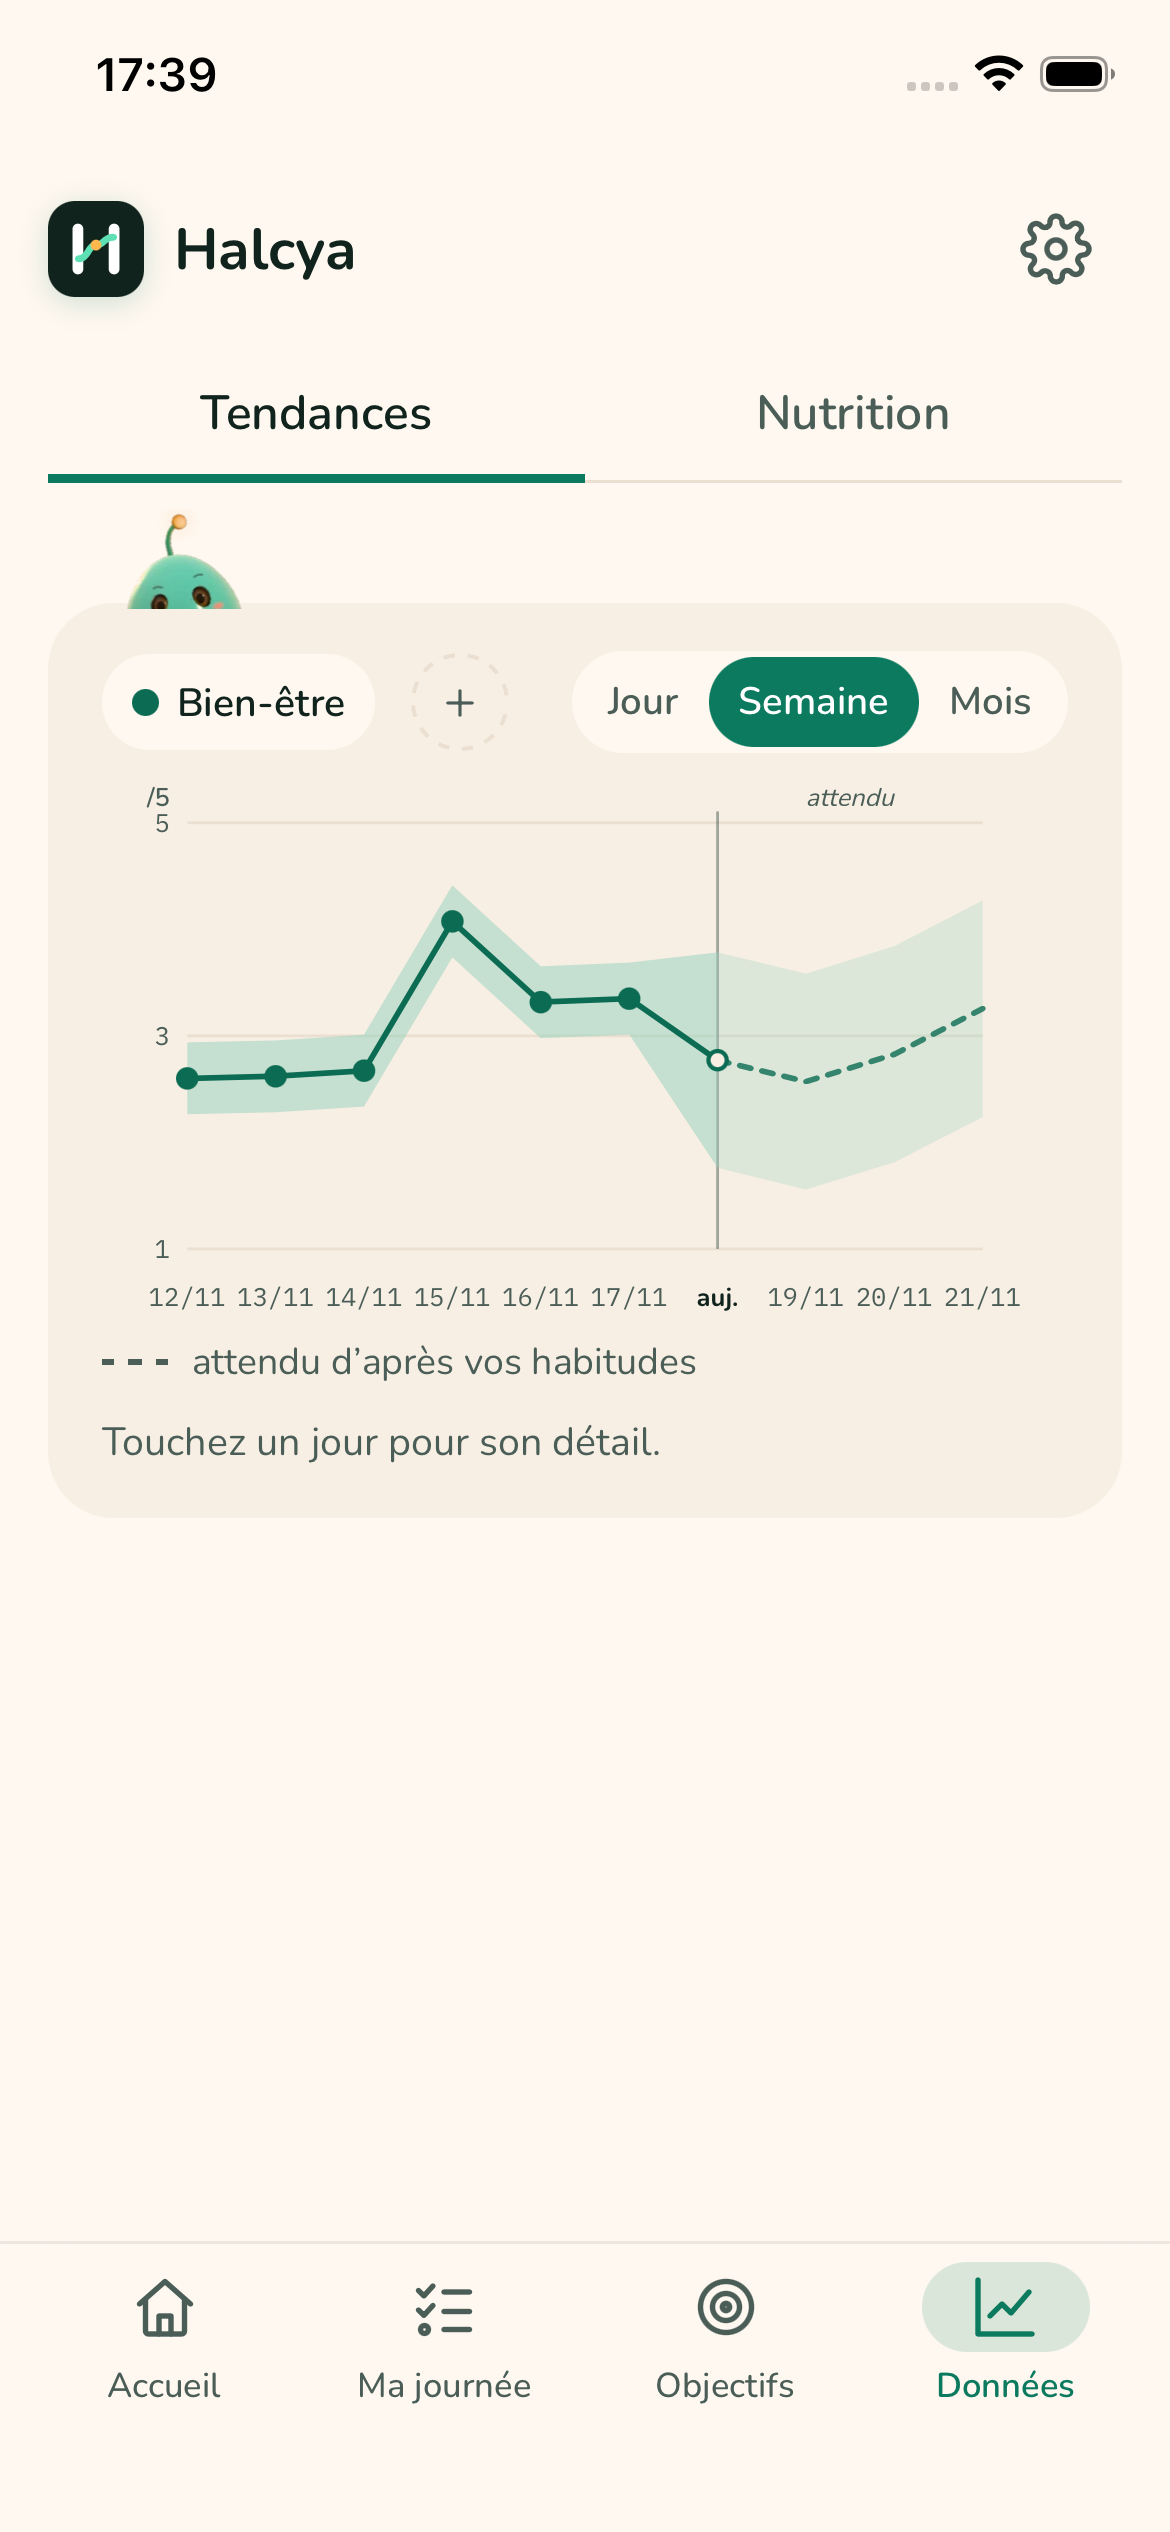 17:39
Halcya
Tendances Nutrition
Bien-être + Jour Semaine Mois
/5 attendu
5
3
1
12/11 13/11 14/11 15/11 16/11 17/11 auj. 19/11 20/11 21/11
attendu d’après vos habitudes
Touchez un jour pour son détail.
Accueil Ma journée Objectifs Données